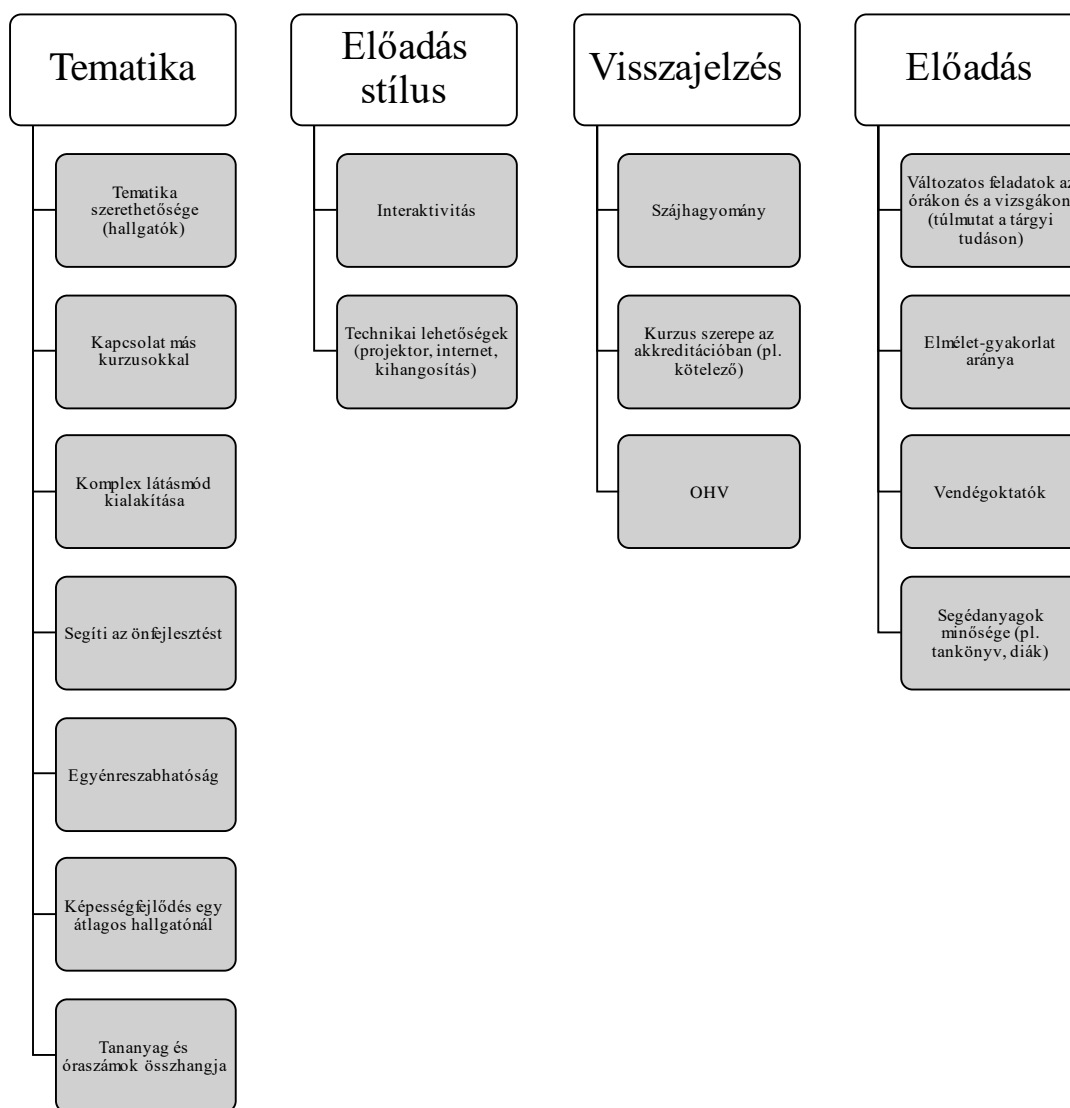 Tematika
Tematika
szerethetősége
(hallgatók)
Kapcsolat más
kurzusokkal
Komplex látásmód
kialakítása
Segíti az önfejlesztést
Egyénreszabhatóság
Képességfejlődés egy
átlagos hallgatónál
Tananyag és
óraszámok összhangja
Előadás
stílus
Interaktivitás
Technikai lehetőségek
(projektor, internet,
kihangosítás)
Visszajelzés
Szájhagyomány
Kurzus szerepe az
akkreditációban (pl.
kötelező)
OHV
Előadás
Változatos feladatok az
órákon és a vizsgákon
(túlmutat a tárgyi
tudáson)
Elmélet-gyakorlat
aránya
Vendégoktatók
Segédanyagok
minősége (pl.
tankönyv, diák)